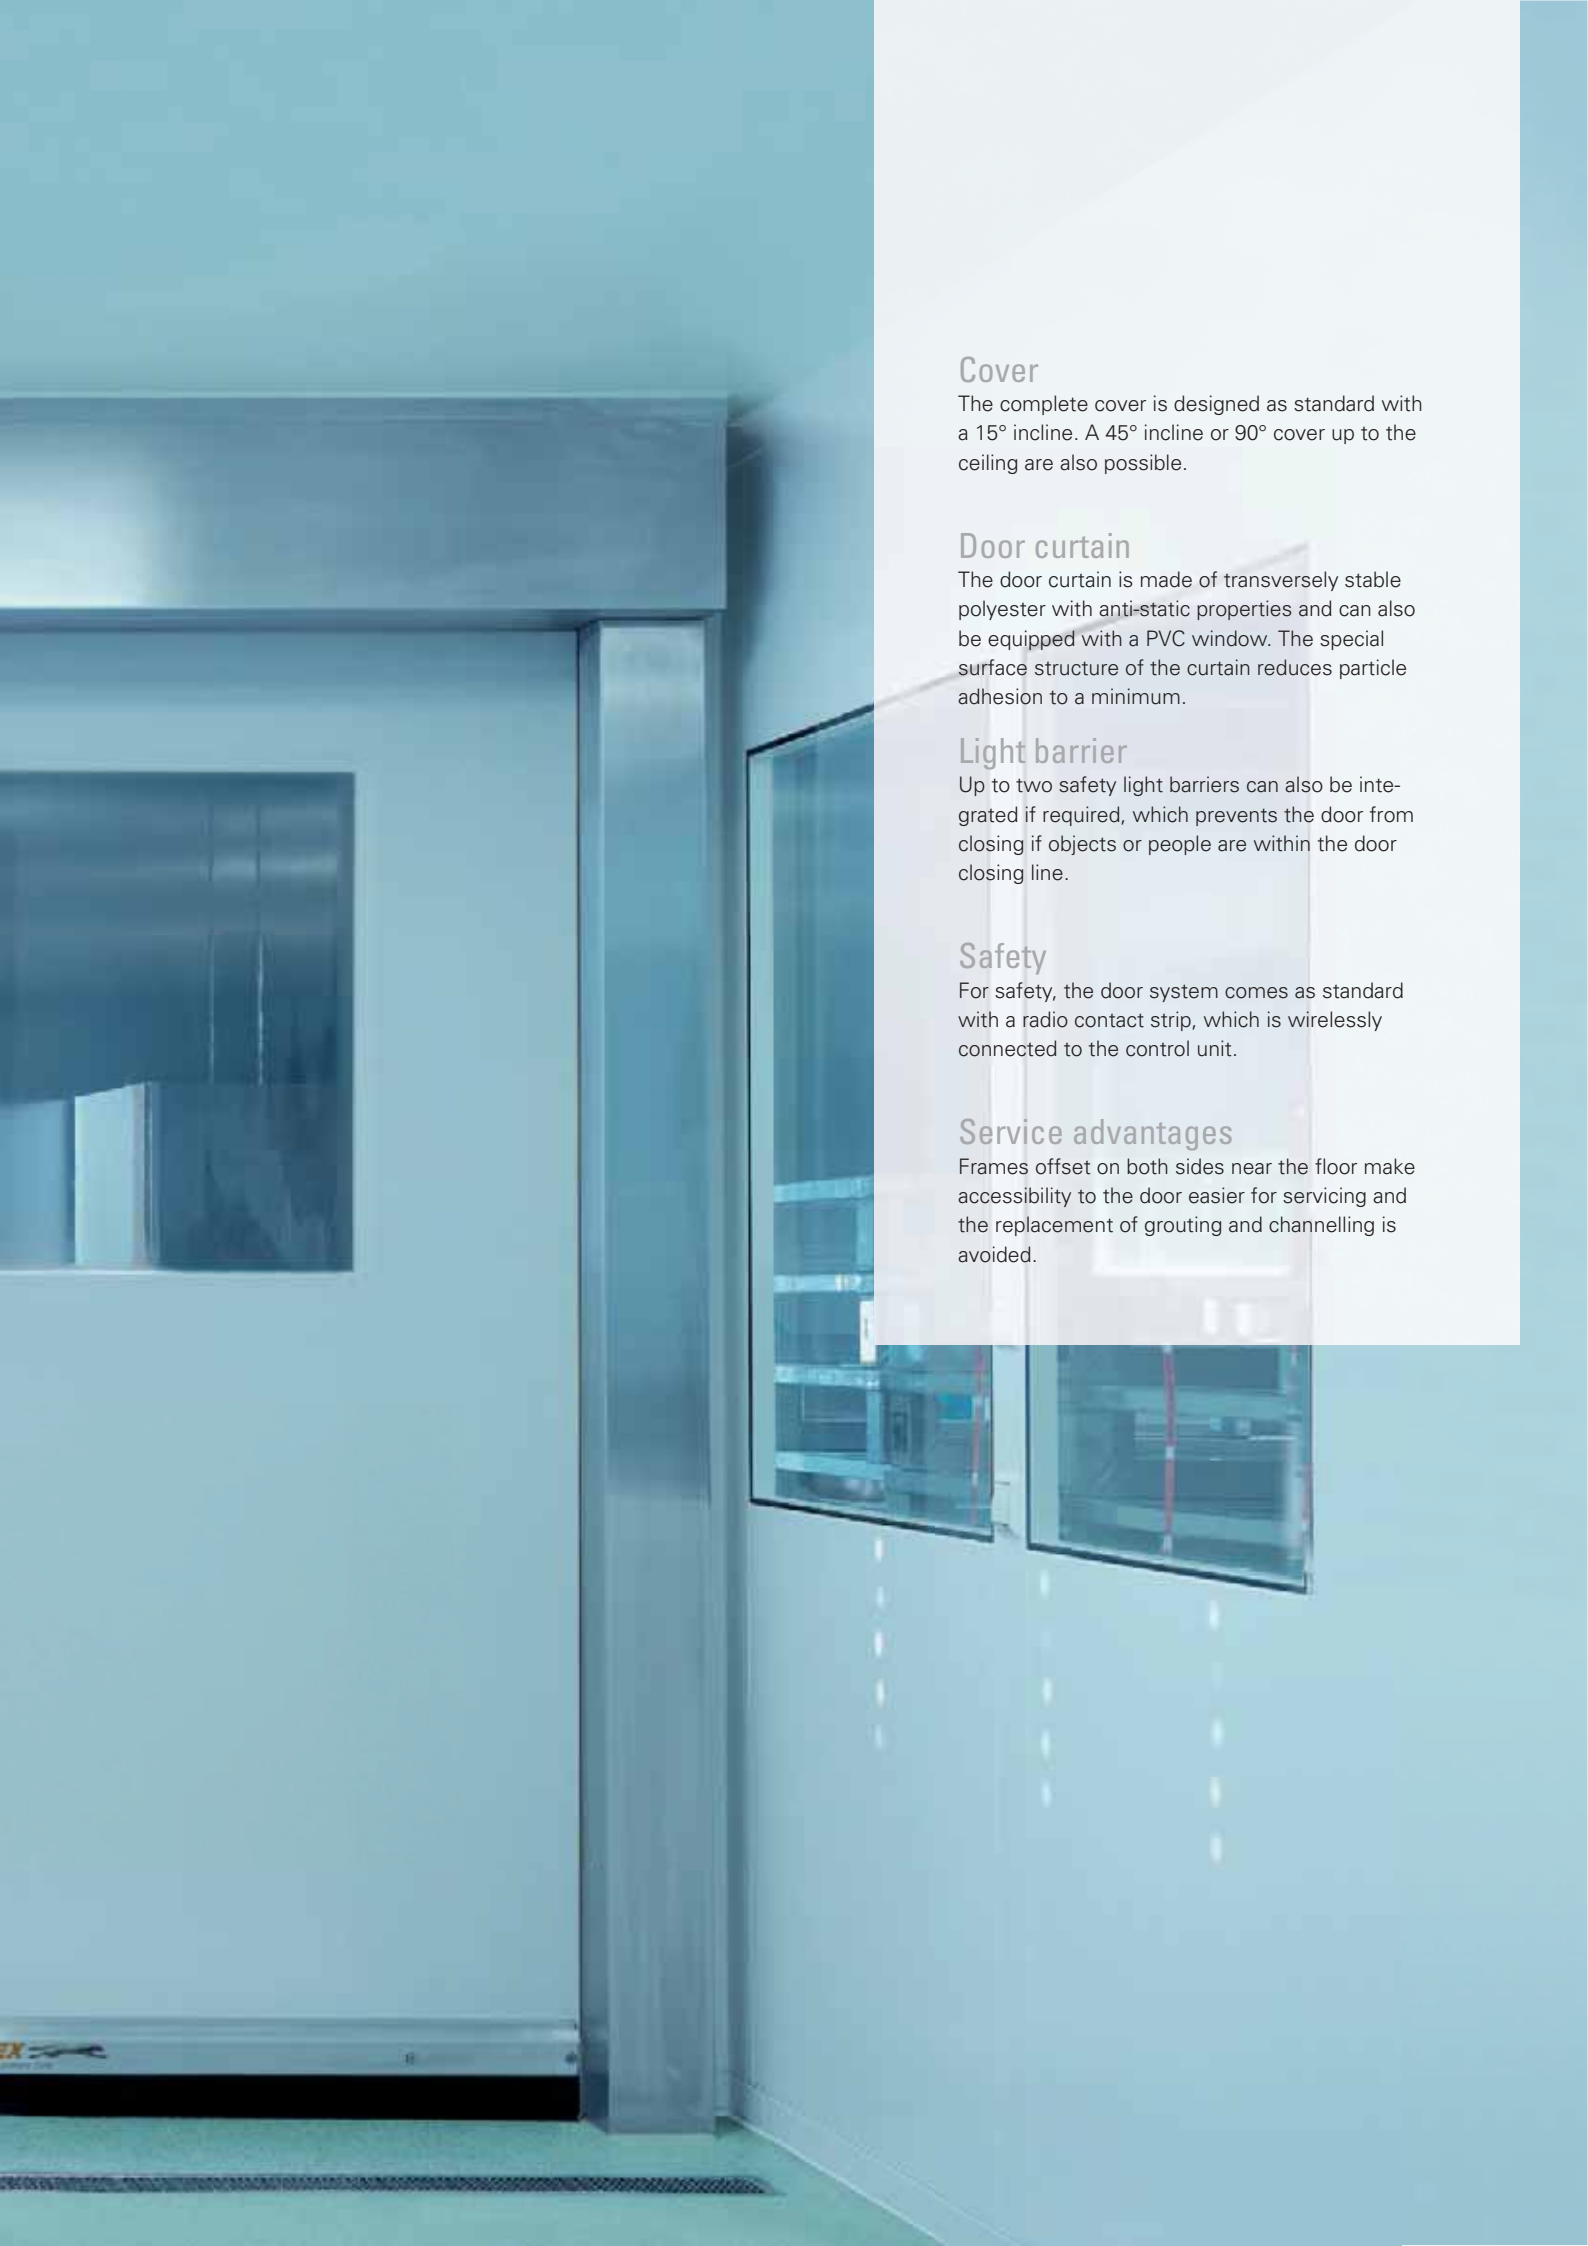 Cover
The complete cover is designed as standard with
a 15° incline. A 45° incline or 90° cover up to the
ceiling are also possible.
Door curtain
The door curtain is made of transversely stable
polyester with anti-static properties and can also
be equipped with a PVC window. The special
surface structure of the curtain reduces particle
adhesion to a minimum.
Light barrier
Up to two safety light barriers can also be inte-
grated if required, which prevents the door from
closing if objects or people are within the door
closing line.
Safety
For safety, the door system comes as standard
with a radio contact strip, which is wirelessly
connected to the control unit.
Service advantages
Frames offset on both sides near the floor make
accessibility to the door easier for servicing and
the replacement of grouting and channelling is
avoided.
EX